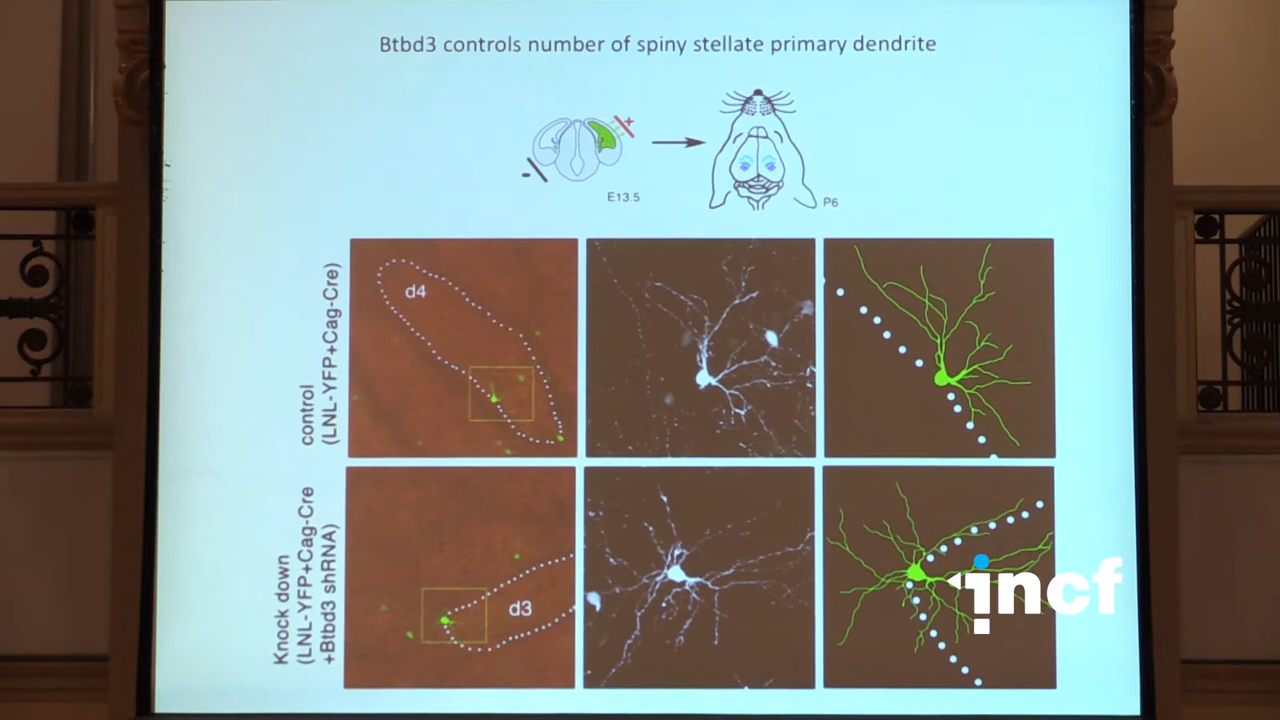 Btbd3 controls number of spiny stellate primary dendrite
+
-
E13.5
P6
control
(LNL-YFP+Cag-Cre)
d4
Knock down
(LNL-YFP+Cag-Cre
+Btbd3 shRNA)
d3
incf